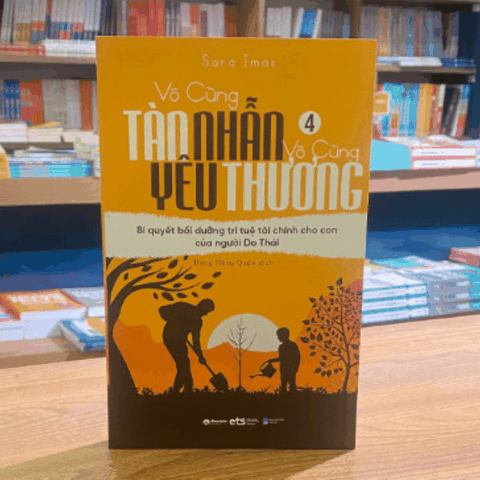 Sara Imas
Vô Cùng
TÀN NHẪN 4
Vô Cùng
YÊU THƯƠNG
Bí quyết bồi dưỡng trí tuệ tài chính cho con
của người Do Thái
ets